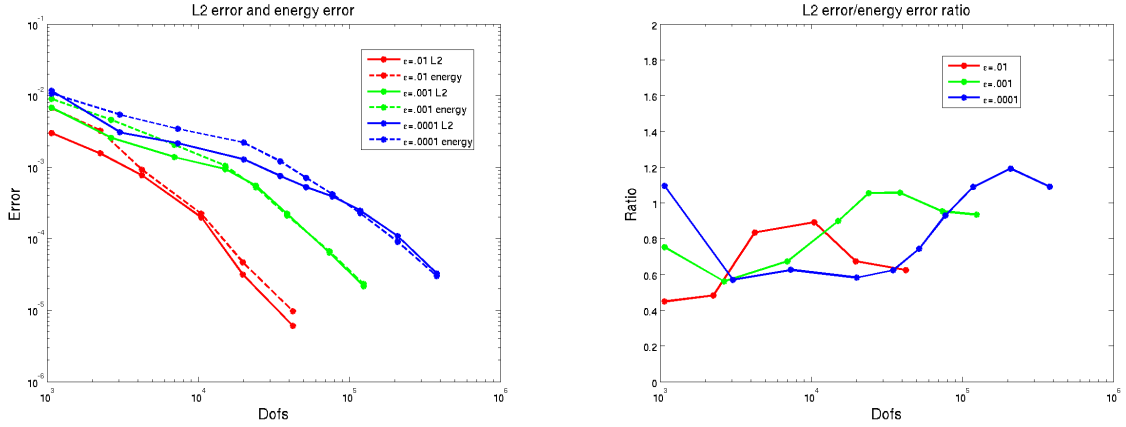 L2 error and energy error
10⁻¹
10⁻²
10⁻³
10⁻⁴
10⁻⁵
10⁻⁶
Error
10³
10⁴
10⁵
10⁶
Dofs
ε=.01 L2
ε=.01 energy
ε=.001 L2
ε=.001 energy
ε=.0001 L2
ε=.0001 energy
L2 error/energy error ratio
2
1.8
1.6
1.4
1.2
1
0.8
0.6
0.4
0.2
0
Ratio
10³
10⁴
10⁵
10⁶
Dofs
ε=.01
ε=.001
ε=.0001